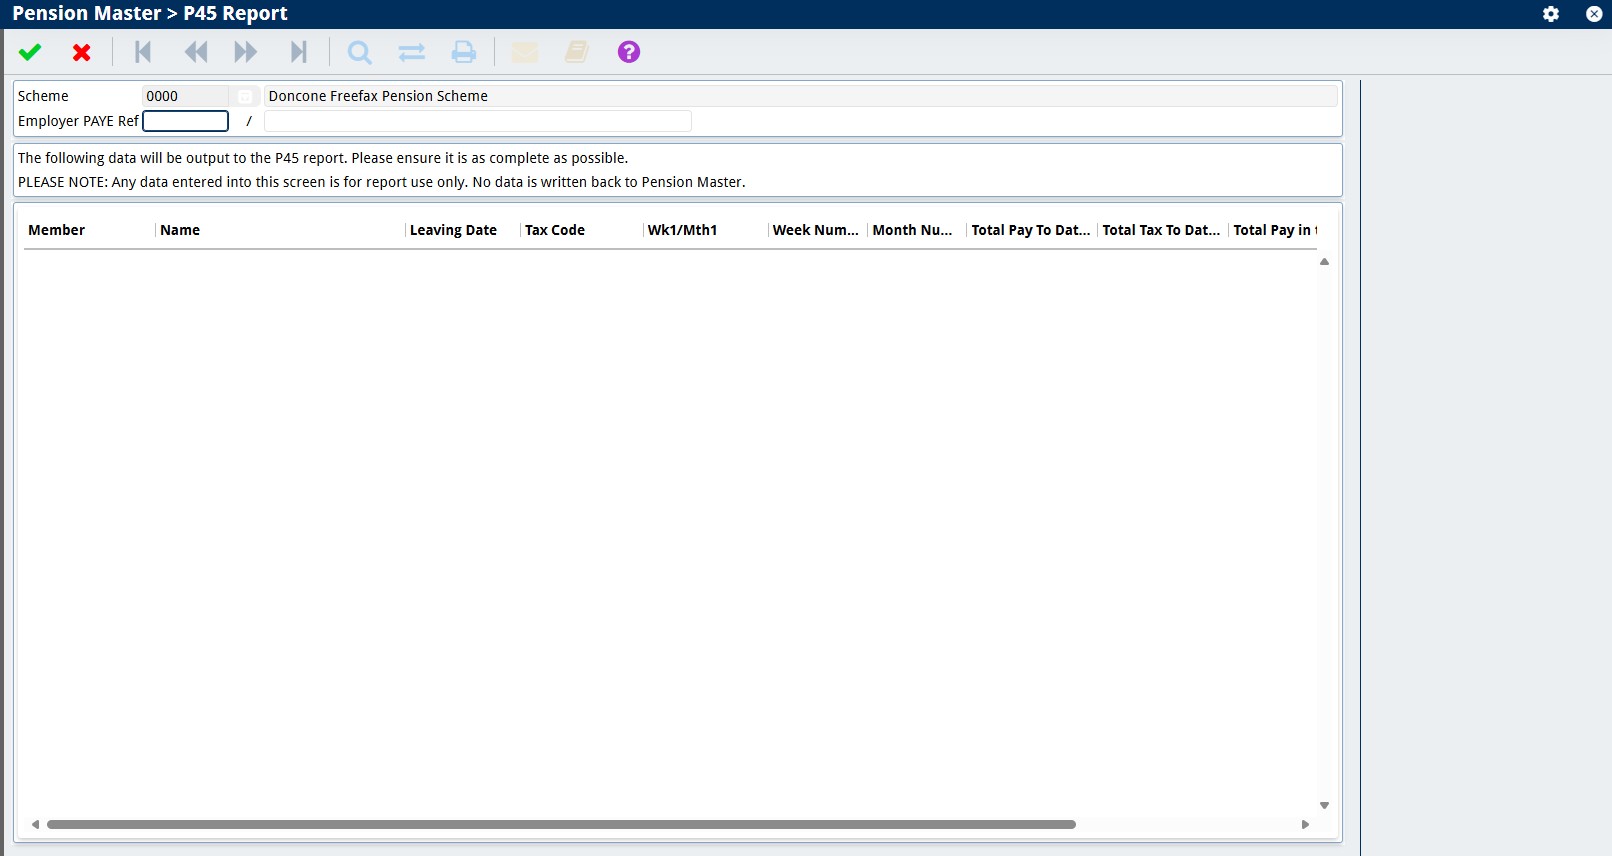 Pension Master > P45 Report
?
Scheme 0000 Doncone Freefax Pension Scheme
Employer PAYE Ref /
The following data will be output to the P45 report. Please ensure it is as complete as possible.
PLEASE NOTE: Any data entered into this screen is for report use only. No data is written back to Pension Master.
Member Name Leaving Date Tax Code Wk1/Mth1 Week Num... Month Nu... Total Pay To Dat... Total Tax To Dat... Total Pay in